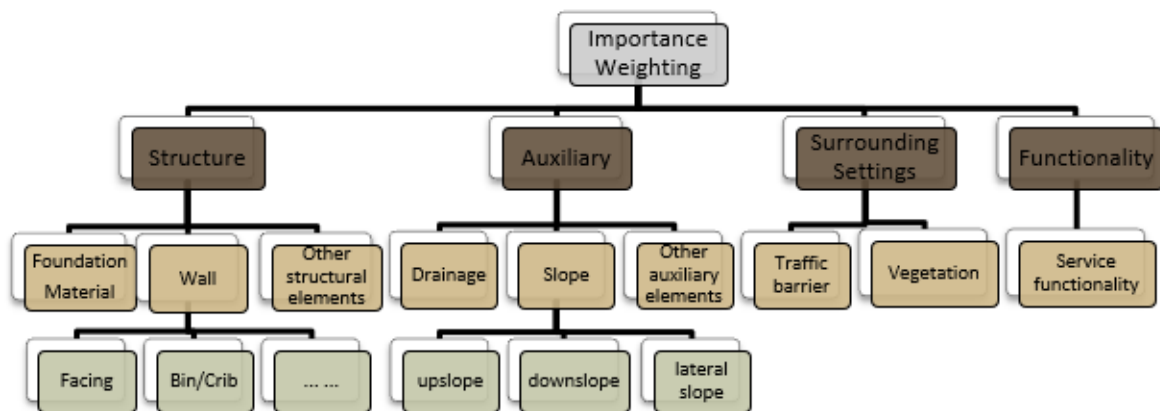 Importance
Weighting
Structure
Auxiliary
Surrounding
Settings
Functionality
Foundation
Material
Wall
Other
structural
elements
Drainage
Slope
Other
auxiliary
elements
Traffic
barrier
Vegetation
Service
functionality
Facing
Bin/Crib
... ...
upslope
downslope
lateral
slope